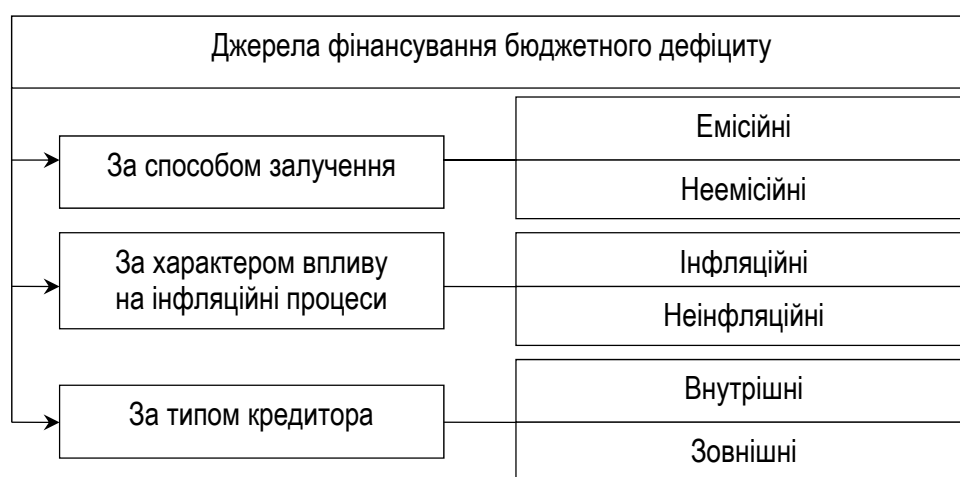 Джерела фінансування бюджетного дефіциту
За способом залучення
Емісійні
Неемісійні
За характером впливу
на інфляційні процеси
Інфляційні
Неінфляційні
За типом кредитора
Внутрішні
Зовнішні